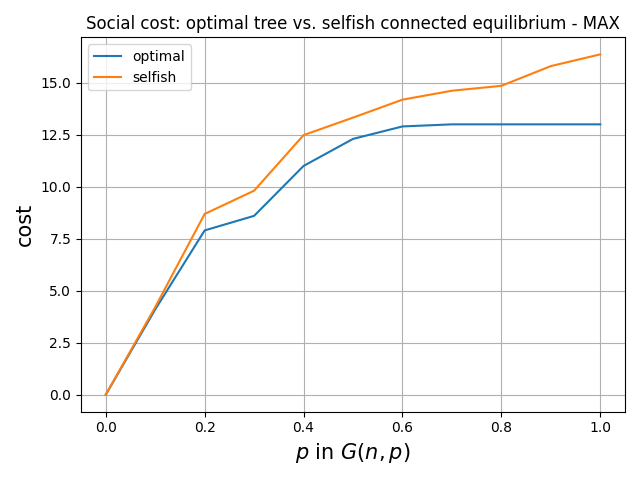 Social cost: optimal tree vs. selfish connected equilibrium - MAX
optimal
selfish
cost
15.0
12.5
10.0
7.5
5.0
2.5
0.0
0.0 0.2 0.4 0.6 0.8 1.0
p in G(n, p)